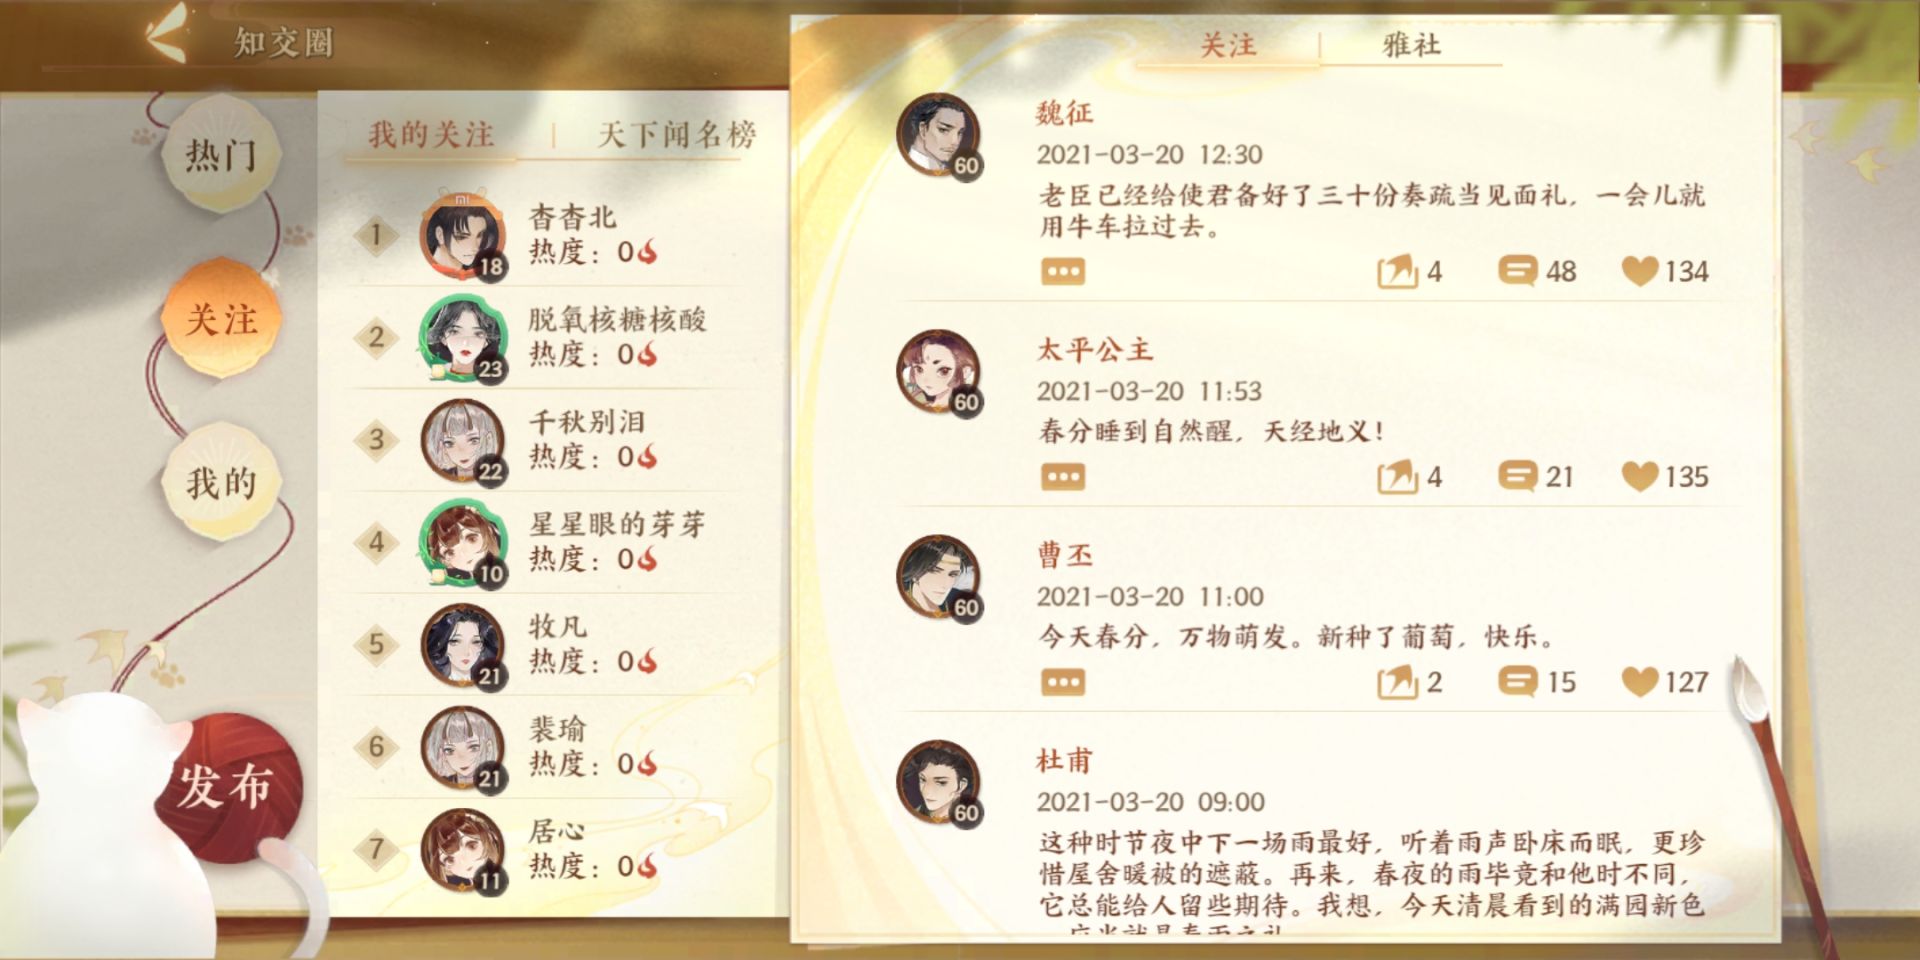 知交圈
热门
关注
我的
发布
我的关注
天下闻名榜
1
MI
杳杳北
热度：0
18
2
脱氧核糖核酸
热度：0
23
3
千秋别泪
热度：0
22
4
星星眼的芽芽
热度：0
10
5
牧凡
热度：0
21
6
裴瑜
热度：0
21
7
居心
热度：0
11
关注
雅社
魏征
60
2021-03-20 12:30
老臣已经给使君备好了三十份奏疏当见面礼，一会儿就
用牛车拉过去。
4 48 134
太平公主
60
2021-03-20 11:53
春分睡到自然醒，天经地义！
4 21 135
曹丕
60
2021-03-20 11:00
今天春分，万物萌发。新种了葡萄，快乐。
2 15 127
杜甫
60
2021-03-20 09:00
这种时节夜中下一场雨最好，听着雨声卧床而眠，更珍
惜屋舍暖被的遮蔽。再来，春夜的雨毕竟和他时不同，
它总能给人留些期待。我想，今天清晨看到的满园新色